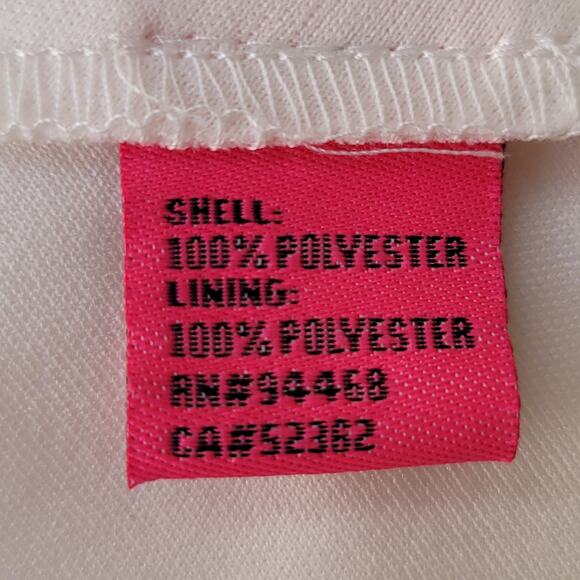 SHELL:
100% POLYESTER
LINING:
100% POLYESTER
RN#94468
CA#52362